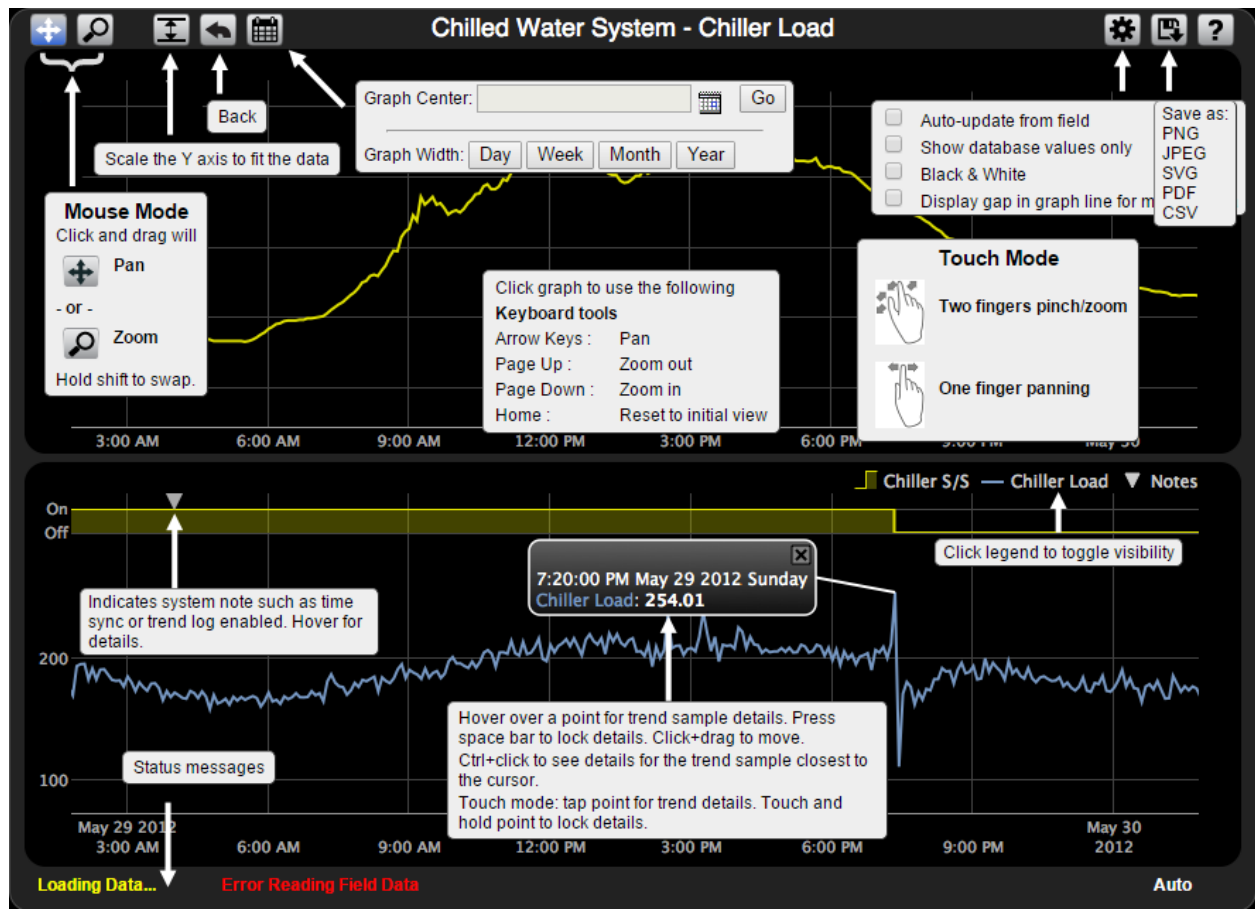 Chilled Water System - Chiller Load
?
Back
Scale the Y axis to fit the data
Graph Center:
Go
Graph Width:
Day
Week
Month
Year
Auto-update from field
Show database values only
Black & White
Display gap in graph line for m
Save as:
PNG
JPEG
SVG
PDF
CSV
Mouse Mode
Click and drag will
Pan
- or -
Zoom
Hold shift to swap.
Click graph to use the following
Keyboard tools
Arrow Keys : Pan
Page Up : Zoom out
Page Down : Zoom in
Home : Reset to initial view
Touch Mode
Two fingers pinch/zoom
One finger panning
3:00 AM 6:00 AM 9:00 AM 12:00 PM 3:00 PM 6:00 PM 9:00 PM May 30
Chiller S/S Chiller Load Notes
On
Off
Click legend to toggle visibility
7:20:00 PM May 29 2012 Sunday
Chiller Load: 254.01
Indicates system note such as time
sync or trend log enabled. Hover for
details.
200
Hover over a point for trend sample details. Press
space bar to lock details. Click+drag to move.
Ctrl+click to see details for the trend sample closest to
the cursor.
Touch mode: tap point for trend details. Touch and
hold point to lock details.
Status messages
100
May 29 2012 May 30
3:00 AM 6:00 AM 9:00 AM 12:00 PM 3:00 PM 6:00 PM 9:00 PM 2012
Loading Data... Error Reading Field Data Auto